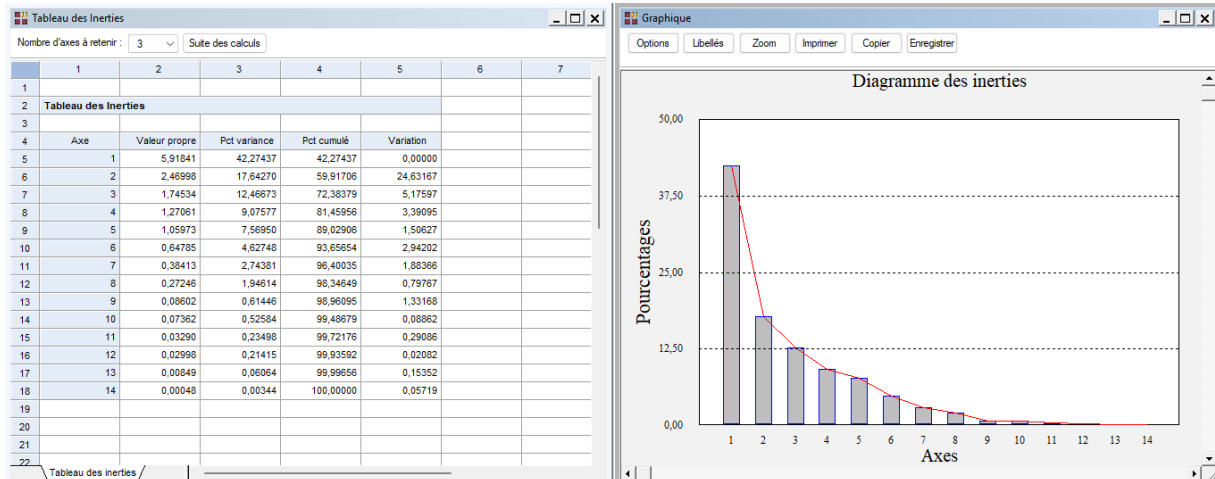 Tableau des Inerties
Nombre d'axes à retenir : 3 Suite des calculs
1 2 3 4 5 6 7
1
2 Tableau des Inerties
3
4 Axe Valeur propre Pct variance Pct cumulé Variation
5 1 5,91841 42,27437 42,27437 0,00000
6 2 2,46998 17,64270 59,91706 24,63167
7 3 1,74534 12,46673 72,38379 5,17597
8 4 1,27061 9,07577 81,45956 3,39095
9 5 1,05973 7,56950 89,02906 1,50627
10 6 0,64785 4,62748 93,65654 2,94202
11 7 0,38413 2,74381 96,40035 1,88366
12 8 0,27246 1,94614 98,34649 0,79767
13 9 0,08602 0,61446 98,96095 1,33168
14 10 0,07362 0,52584 99,48679 0,08862
15 11 0,03290 0,23498 99,72176 0,29086
16 12 0,02998 0,21415 99,93592 0,02082
17 13 0,00849 0,06064 99,99656 0,15352
18 14 0,00048 0,00344 100,00000 0,05719
19
20
21
22
Tableau des inerties
Graphique
Options Libellés Zoom Imprimer Copier Enregistrer
Diagramme des inerties
50,00
37,50
25,00
12,50
0,00
Pourcentages
1 2 3 4 5 6 7 8 9 10 11 12 13 14
Axes